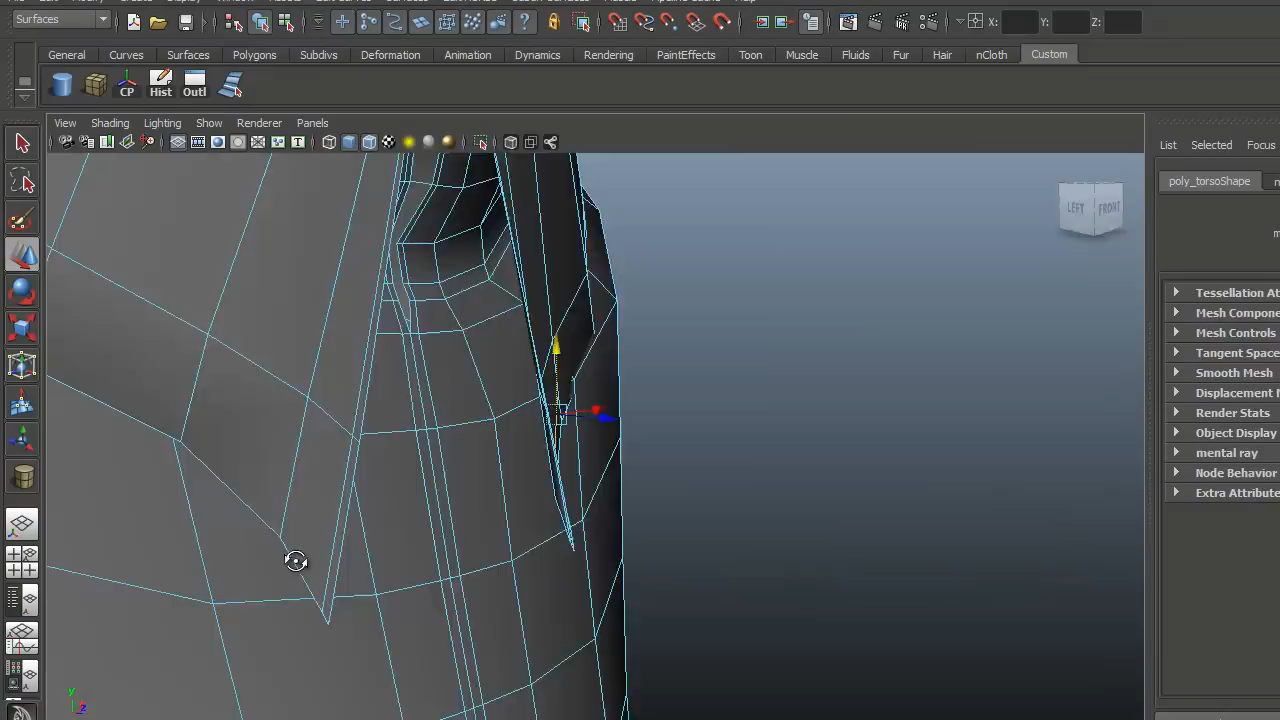 Surfaces
X:
Y:
Z:
General Curves Surfaces Polygons Subdivs Deformation Animation Dynamics Rendering PaintEffects Toon Muscle Fluids Fur Hair nCloth Custom
CP Hist Outl
View Shading Lighting Show Renderer Panels
T
List Selected Focus
poly_torsoShape
LEFT FRONT
Tessellation At
Mesh Compone
Mesh Controls
Tangent Space
Smooth Mesh
Displacement M
Render Stats
Object Display
mental ray
Node Behavior
Extra Attribute
y
z